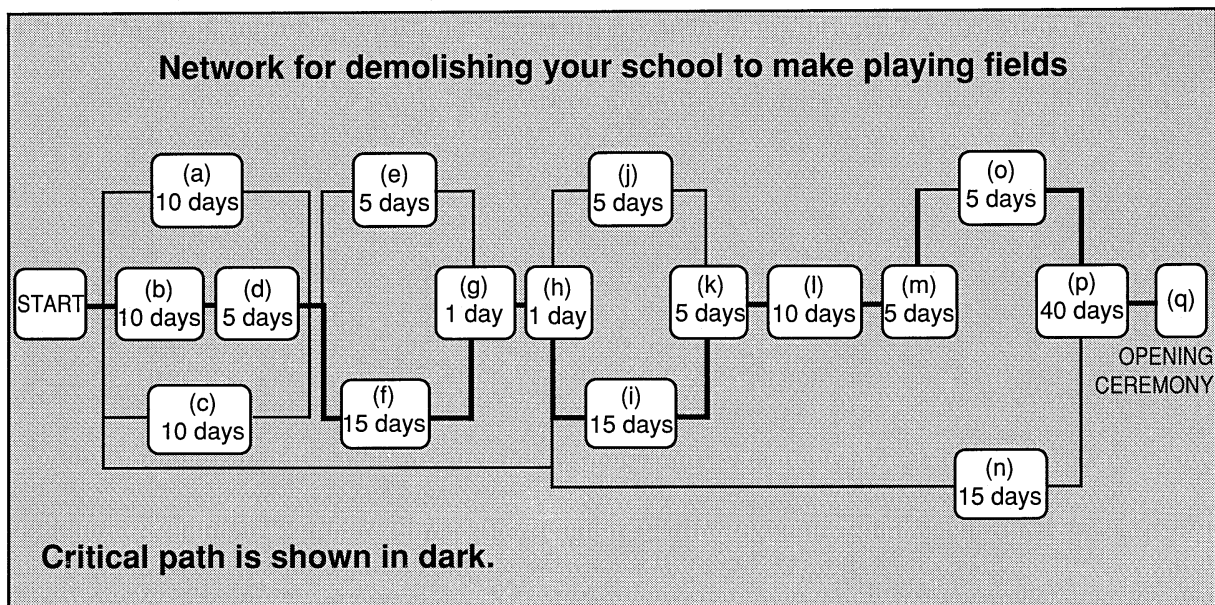 Network for demolishing your school to make playing fields
(a)
10 days
(e)
5 days
(j)
5 days
(o)
5 days
START
(b)
10 days
(d)
5 days
(g)
1 day
(h)
1 day
(k)
5 days
(l)
10 days
(m)
5 days
(p)
40 days
(q)
OPENING
CEREMONY
(c)
10 days
(f)
15 days
(i)
15 days
(n)
15 days
Critical path is shown in dark.